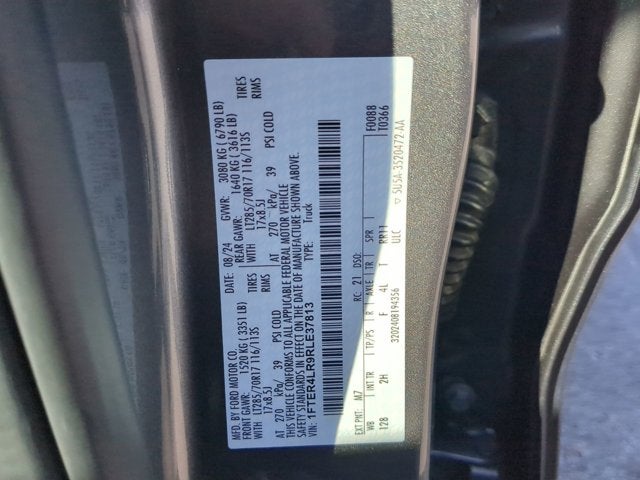 MFD. BY FORD MOTOR CO.
DATE: 08/24 GVWR: 3080 KG ( 6790 LB)
FRONT GAWR: 1520 KG ( 3351 LB) REAR GAWR: 1640 KG ( 3616 LB)
WITH LT285/70R17 116/113S TIRES WITH LT285/70R17 116/113S TIRES
17x8.5J RIMS 17x8.5J RIMS
AT 270 kPa/ 39 PSI COLD AT 270 kPa/ 39 PSI COLD
THIS VEHICLE CONFORMS TO ALL APPLICABLE FEDERAL MOTOR VEHICLE
SAFETY STANDARDS IN EFFECT ON THE DATE OF MANUFACTURE SHOWN ABOVE.
VIN: 1FTER4LR9RLE37813
TYPE: Truck
F0088
T0366
EXT PNT: M7 RC: 21 DSO:
WB INT TR TP/PS R AXLE TR SPR
128 2H F 4L T RR11
3202408194356 ULC
5U5A-3520472-AA